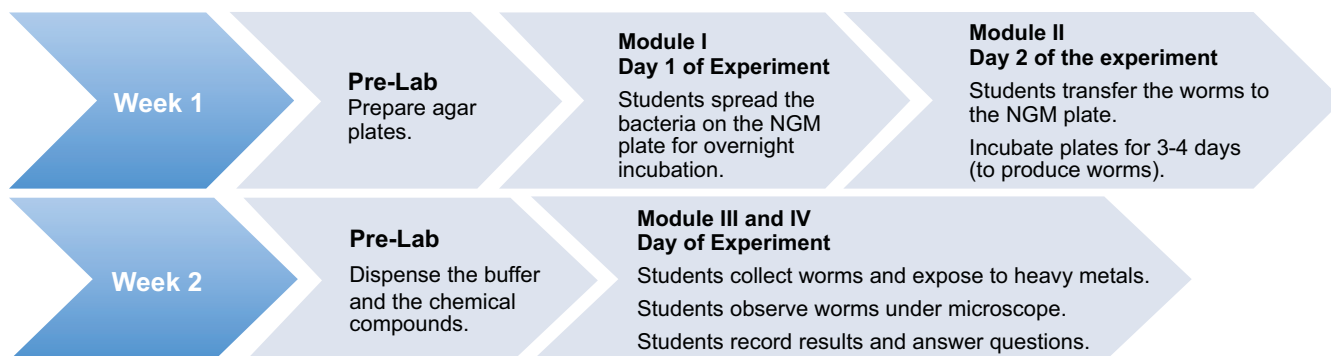 Week 1
Pre-Lab
Prepare agar
plates.
Module I
Day 1 of Experiment
Students spread the
bacteria on the NGM
plate for overnight
incubation.
Module II
Day 2 of the experiment
Students transfer the worms to
the NGM plate.
Incubate plates for 3-4 days
(to produce worms).
Week 2
Pre-Lab
Dispense the buffer
and the chemical
compounds.
Module III and IV
Day of Experiment
Students collect worms and expose to heavy metals.
Students observe worms under microscope.
Students record results and answer questions.